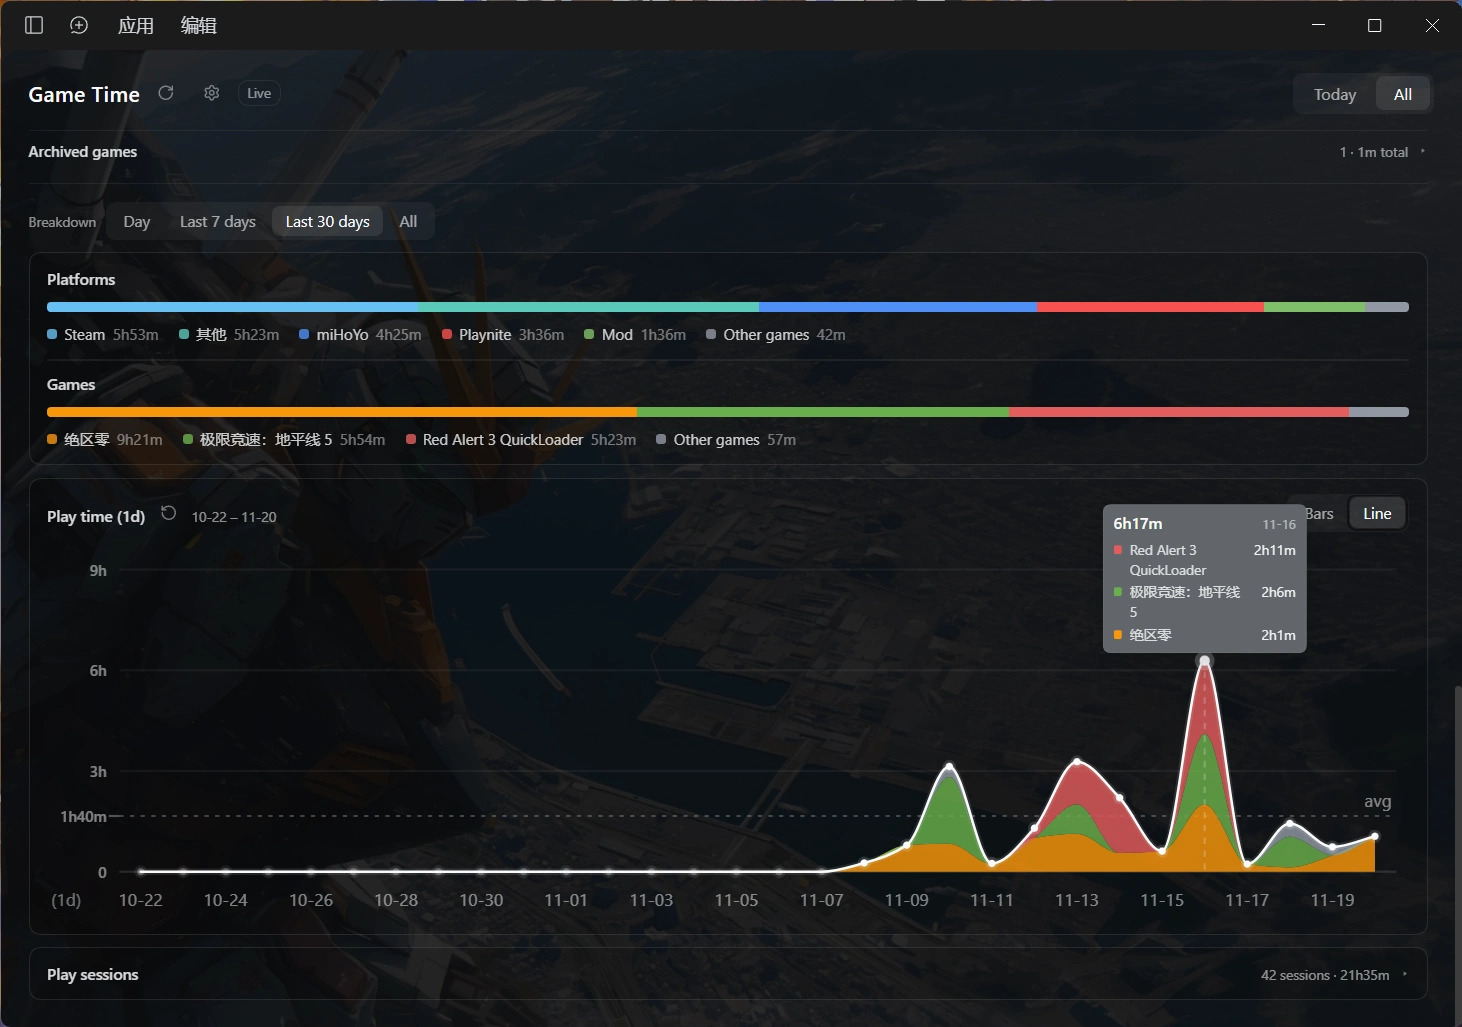 应用 编辑
Game Time Live Today All
Archived games 1 · 1m total
Breakdown Day Last 7 days Last 30 days All
Platforms
Steam 5h53m 其他 5h23m miHoYo 4h25m Playnite 3h36m Mod 1h36m Other games 42m
Games
绝区零 9h21m 极限竞速：地平线 5 5h54m Red Alert 3 QuickLoader 5h23m Other games 57m
Play time (1d) 10-22 – 11-20 Bars Line
6h17m 11-16
Red Alert 3 2h11m
QuickLoader
极限竞速：地平线 2h6m
5
绝区零 2h1m
9h
6h
3h
1h40m avg
0
(1d) 10-22 10-24 10-26 10-28 10-30 11-01 11-03 11-05 11-07 11-09 11-11 11-13 11-15 11-17 11-19
Play sessions 42 sessions · 21h35m